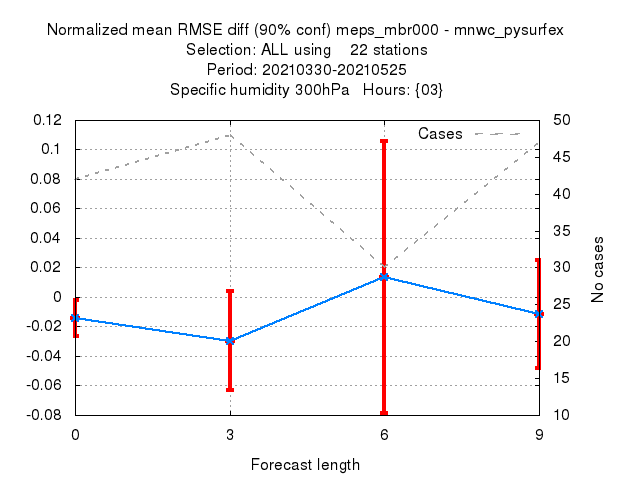 Normalized mean RMSE diff (90% conf) meps_mbr000 - mnwc_pysurfex
Selection: ALL using    22 stations
Period: 20210330-20210525
Specific humidity 300hPa   Hours: {03}
Cases
0.12
0.1
0.08
0.06
0.04
0.02
0
-0.02
-0.04
-0.06
-0.08
50
45
40
35
30
25
20
15
10
No cases
0 3 6 9
Forecast length